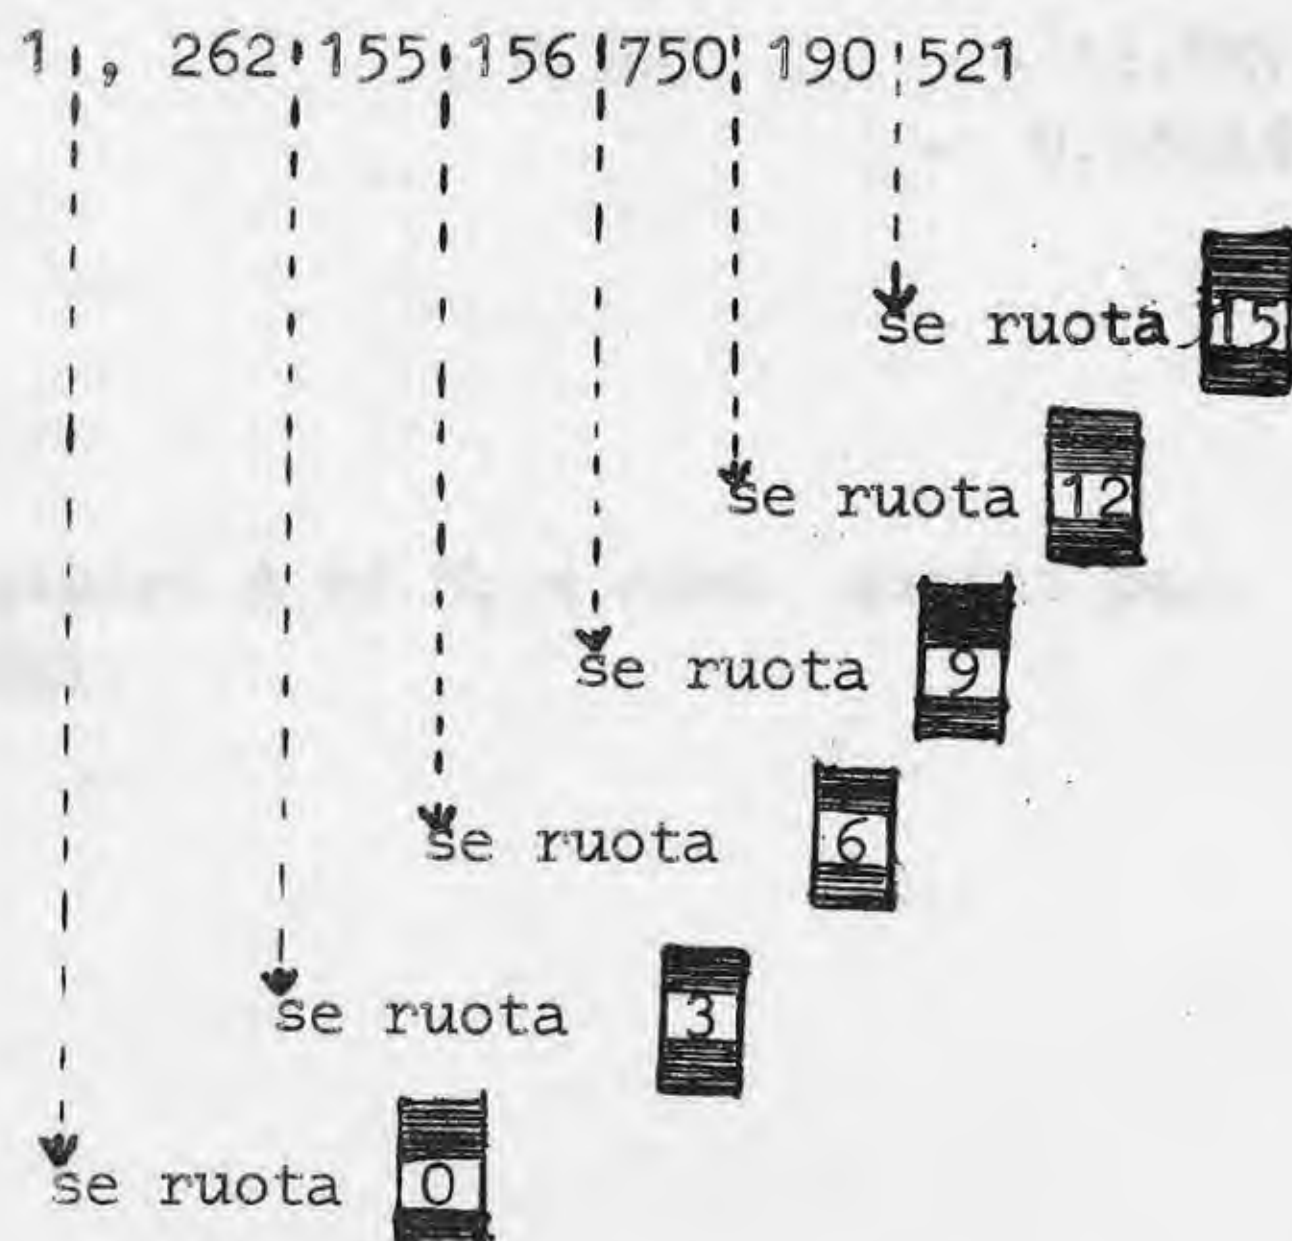 1, 262 155 156 750 190 521
se ruota 15
se ruota 12
se ruota 9
se ruota 6
se ruota 3
se ruota 0